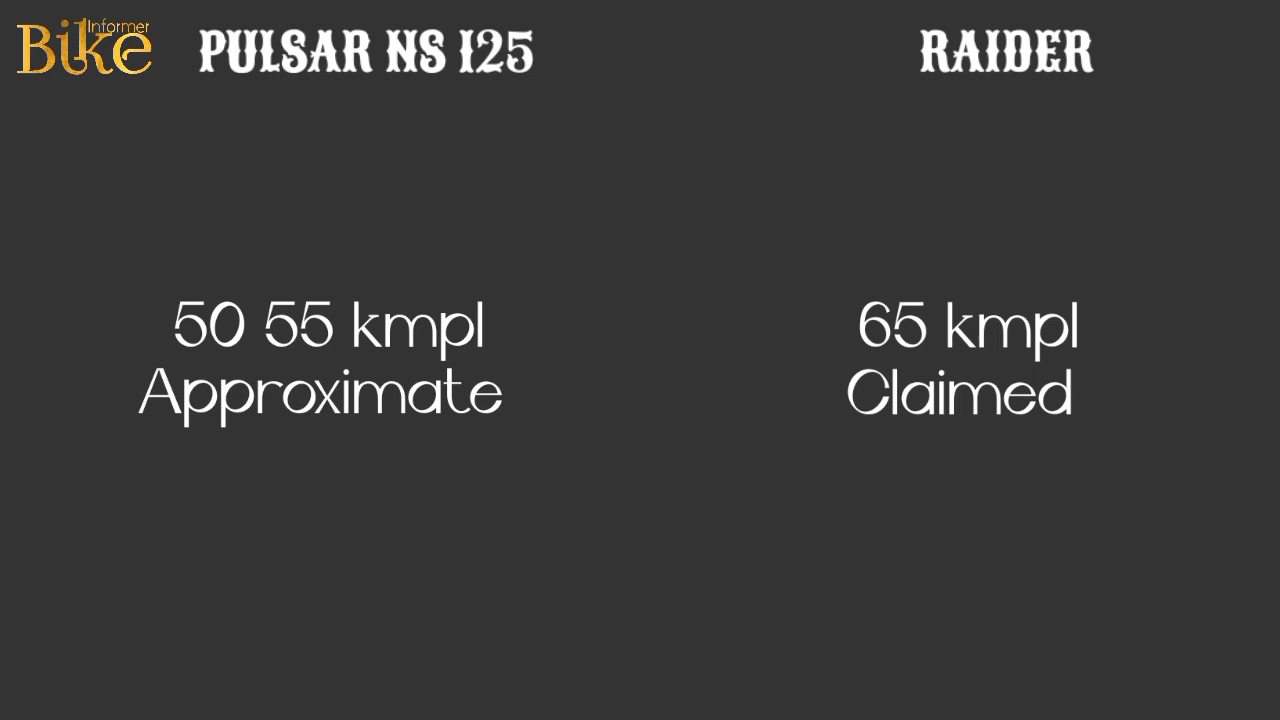 Bike Informer
PULSAR NS 125
RAIDER
50 55 kmpl
Approximate
65 kmpl
Claimed